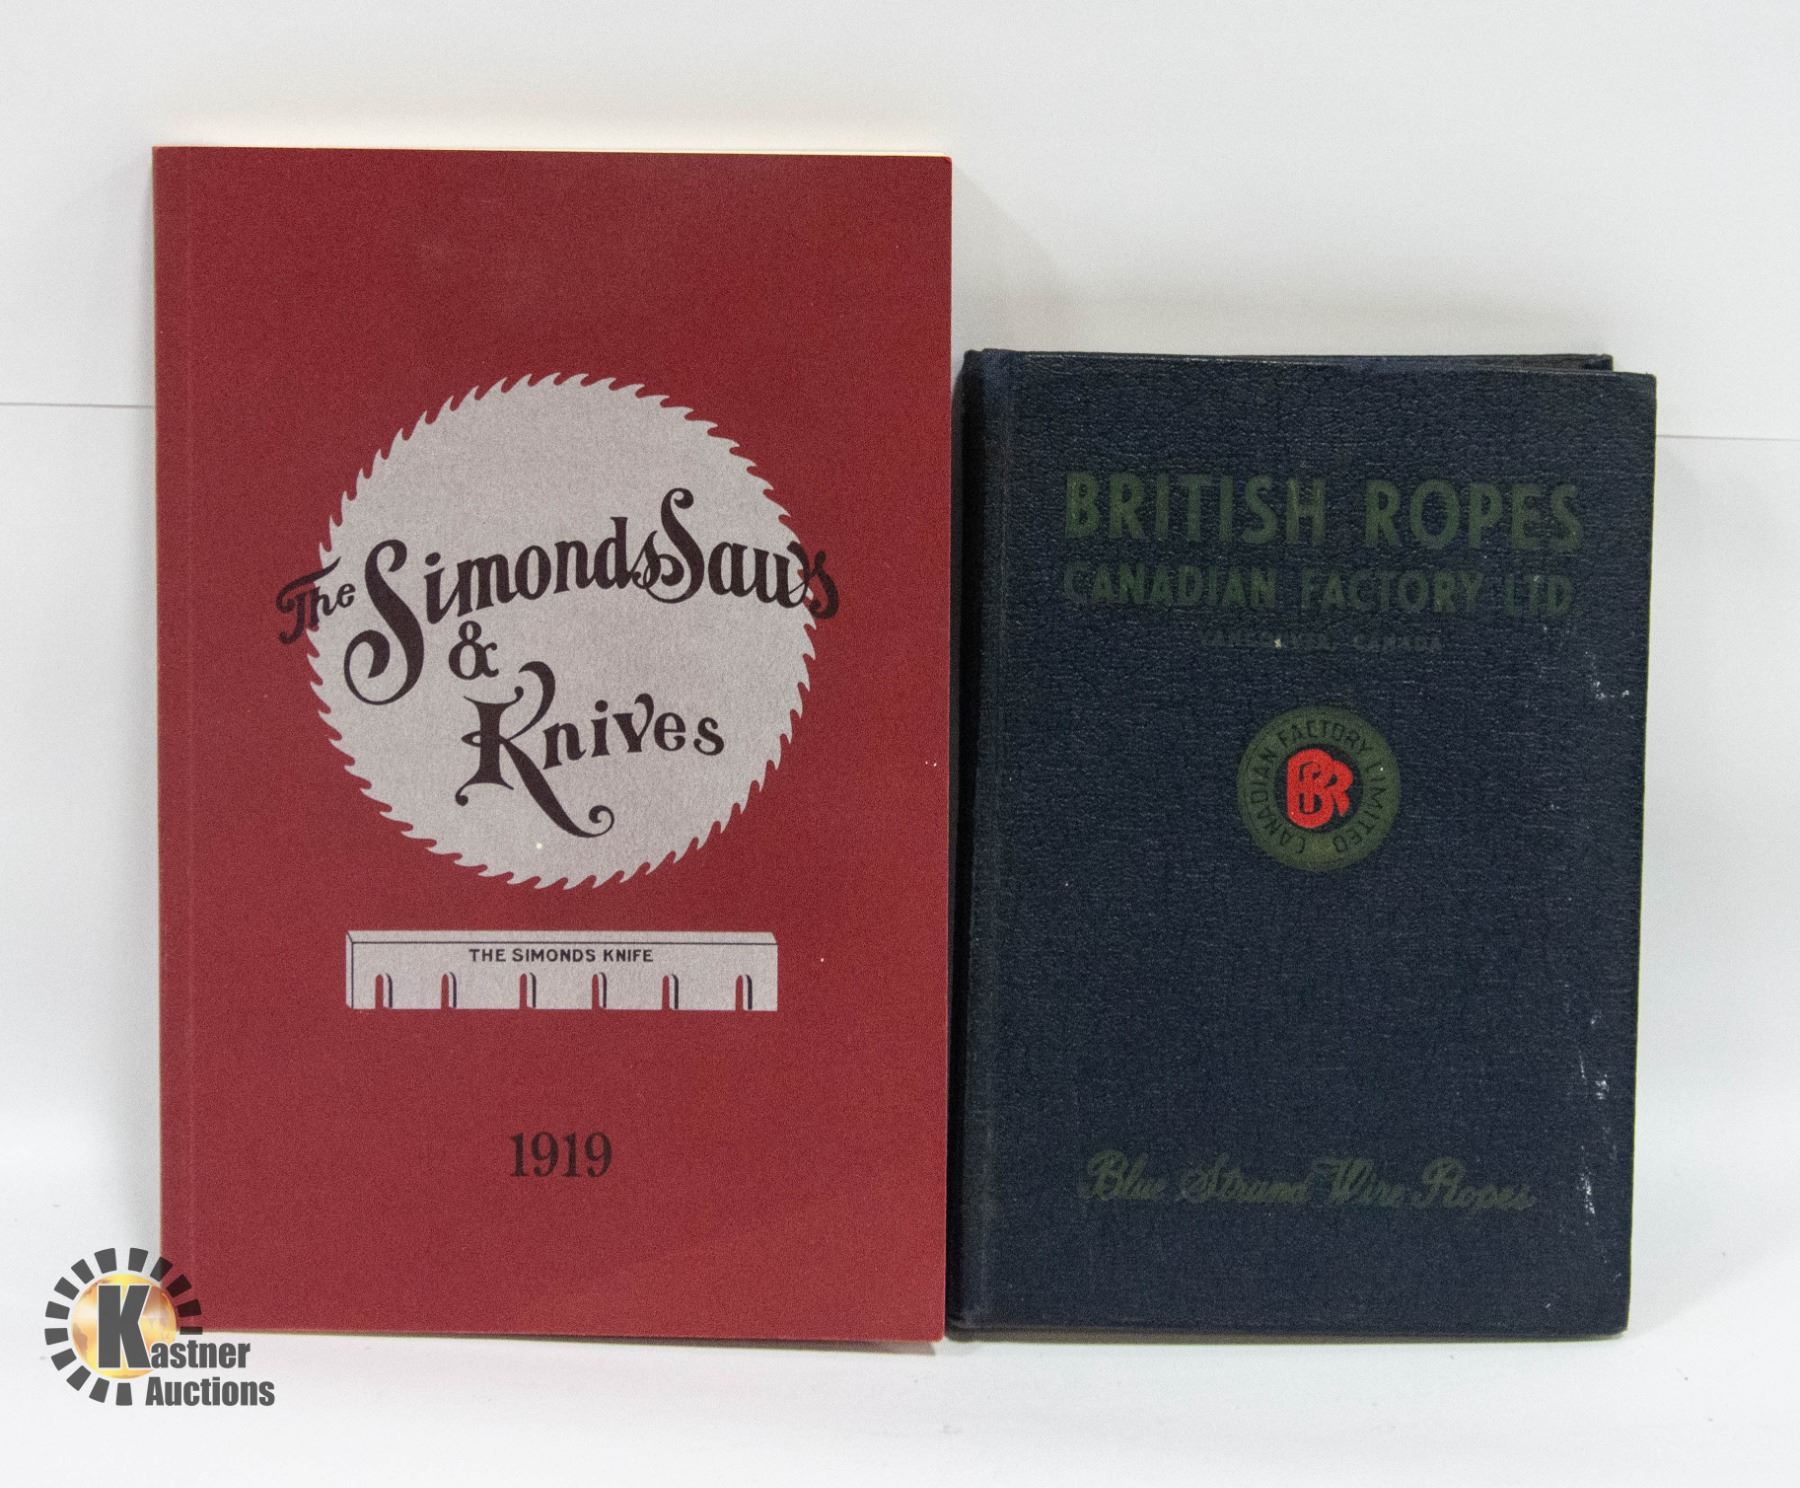 The Simonds Saws
&
Knives
THE SIMONDS KNIFE
1919
BRITISH ROPES
CANADIAN FACTORY LTD
VANCOUVER, CANADA
CANADIAN FACTORY LIMITED
BR
Blue Strand Wire Ropes
Kastner
Auctions